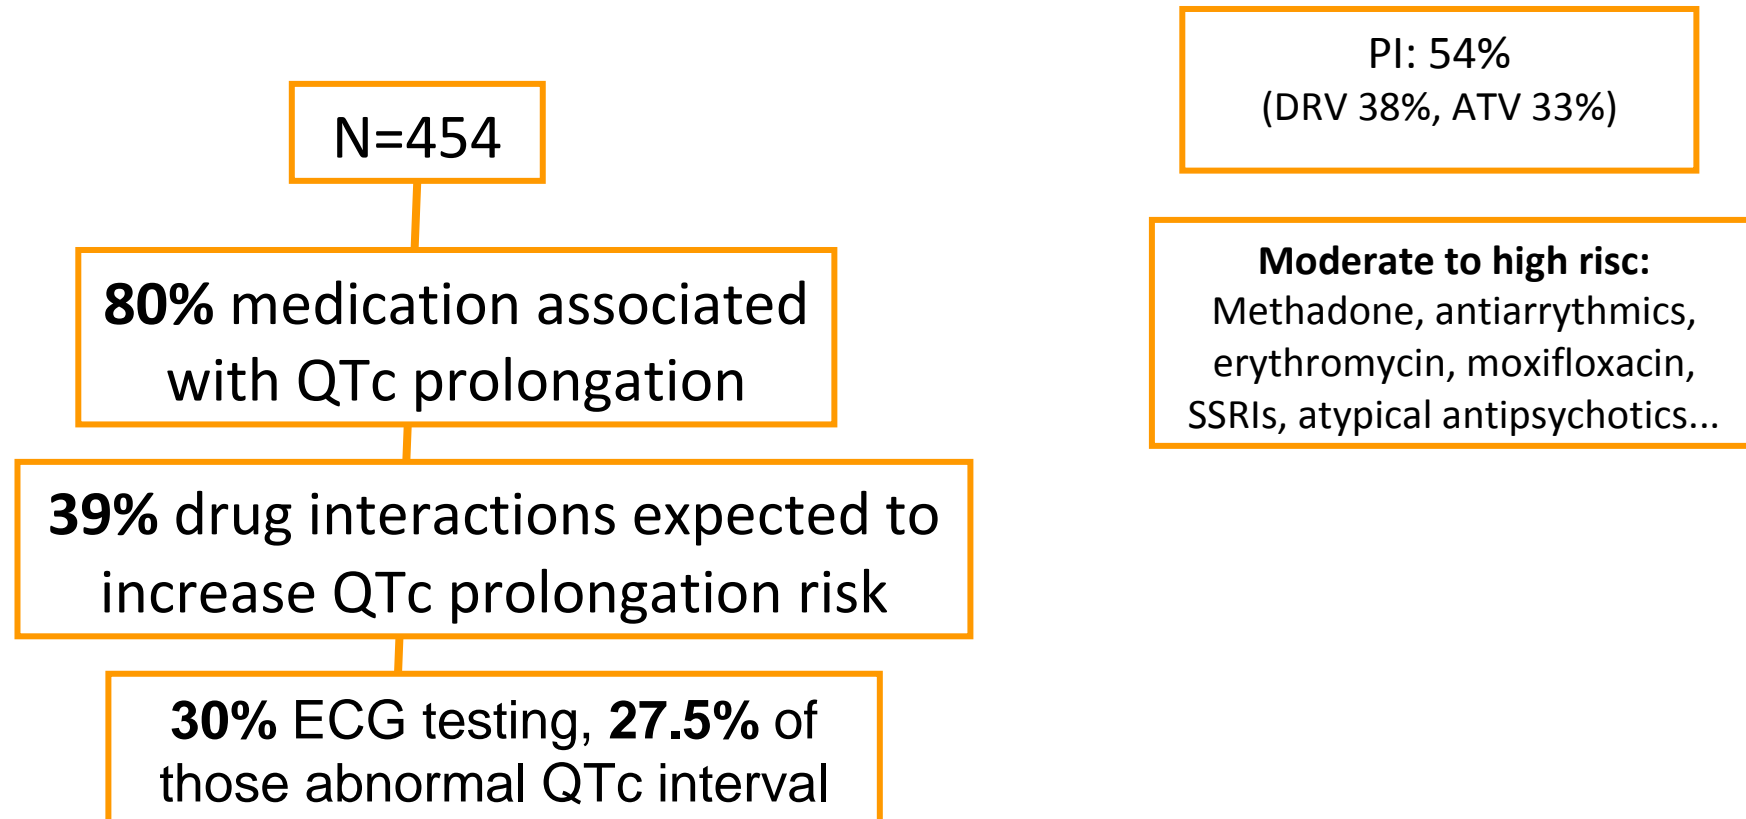 N=454
80% medication associated
with QTc prolongation
39% drug interactions expected to
increase QTc prolongation risk
30% ECG testing, 27.5% of
those abnormal QTc interval
PI: 54%
(DRV 38%, ATV 33%)
Moderate to high risc:
Methadone, antiarrythmics,
erythromycin, moxifloxacin,
SSRIs, atypical antipsychotics...